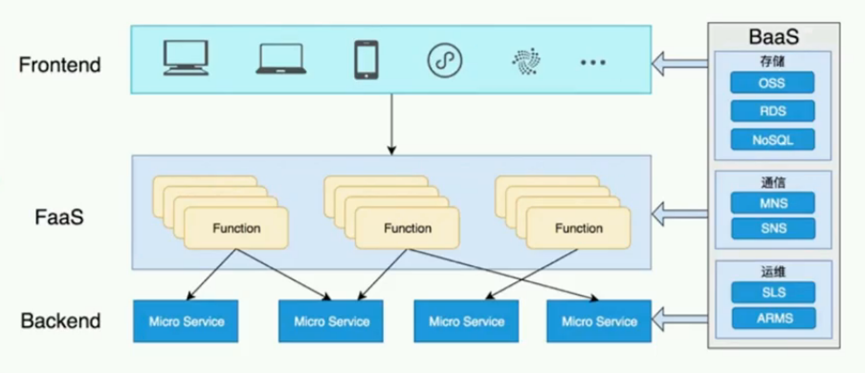 Frontend
...
FaaS
Function
Function
Function
Backend
Micro Service
Micro Service
Micro Service
Micro Service
BaaS
存储
OSS
RDS
NoSQL
通信
MNS
SNS
运维
SLS
ARMS